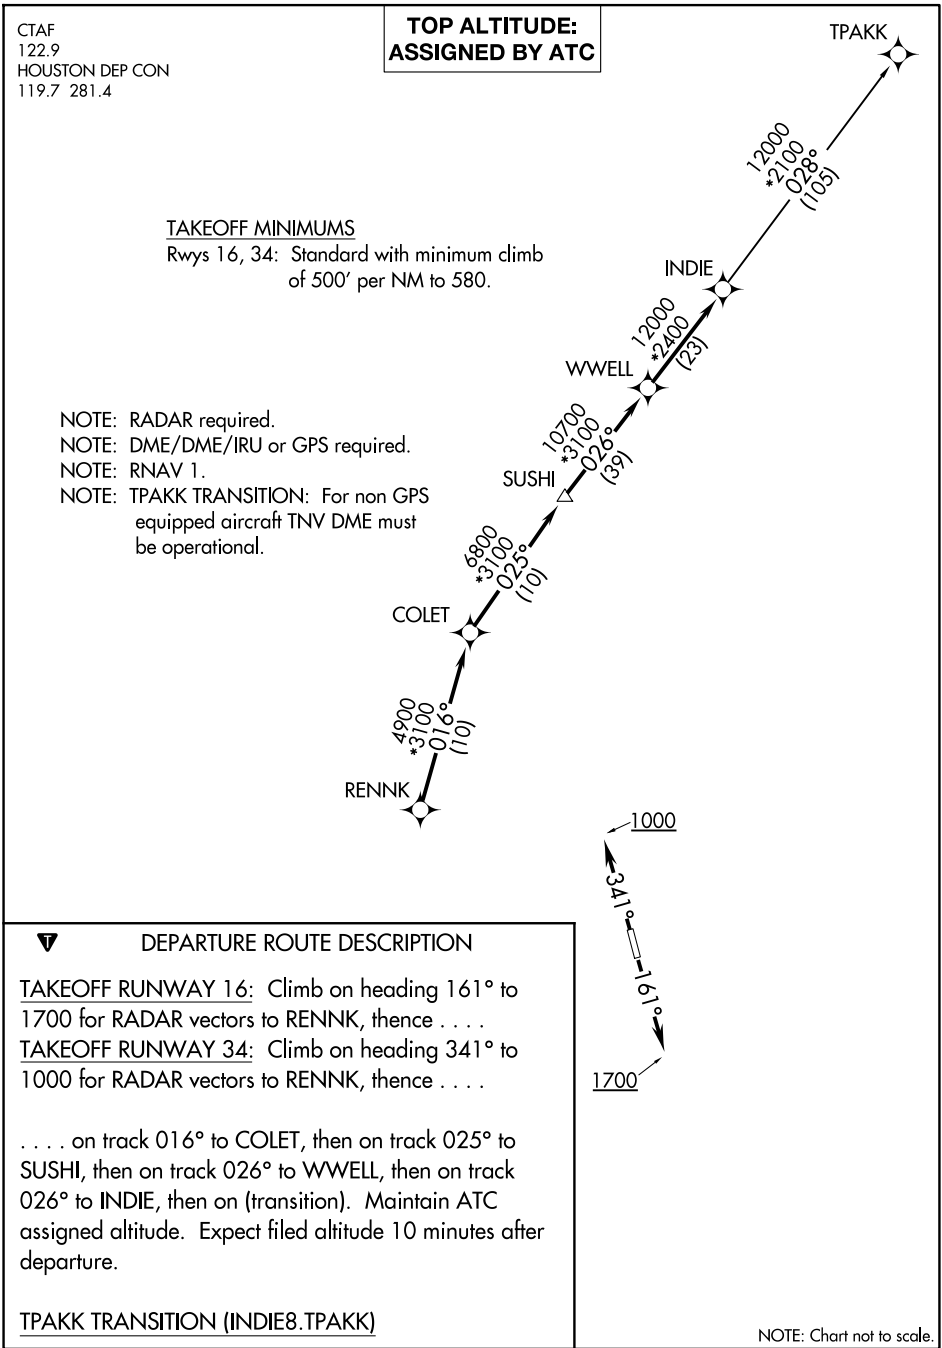 CTAF
122.9
HOUSTON DEP CON
119.7 281.4
TOP ALTITUDE:
ASSIGNED BY ATC
TPAKK
12000
*2100
028°
(105)
TAKEOFF MINIMUMS
Rwys 16, 34: Standard with minimum climb
of 500' per NM to 580.
INDIE
12000
*2400
(23)
WWELL
NOTE: RADAR required.
NOTE: DME/DME/IRU or GPS required.
NOTE: RNAV 1.
NOTE: TPAKK TRANSITION: For non GPS
equipped aircraft TNV DME must
be operational.
10700
*3100
026°
(39)
SUSHI
6800
*3100
025°
(10)
COLET
4900
*3100
016°
(10)
RENNK
1000
341°
161°
1700
T DEPARTURE ROUTE DESCRIPTION
TAKEOFF RUNWAY 16: Climb on heading 161° to
1700 for RADAR vectors to RENNK, thence . . . .
TAKEOFF RUNWAY 34: Climb on heading 341° to
1000 for RADAR vectors to RENNK, thence . . . .
. . . . on track 016° to COLET, then on track 025° to
SUSHI, then on track 026° to WWELL, then on track
026° to INDIE, then on (transition). Maintain ATC
assigned altitude. Expect filed altitude 10 minutes after
departure.
TPAKK TRANSITION (INDIE8.TPAKK)
NOTE: Chart not to scale.